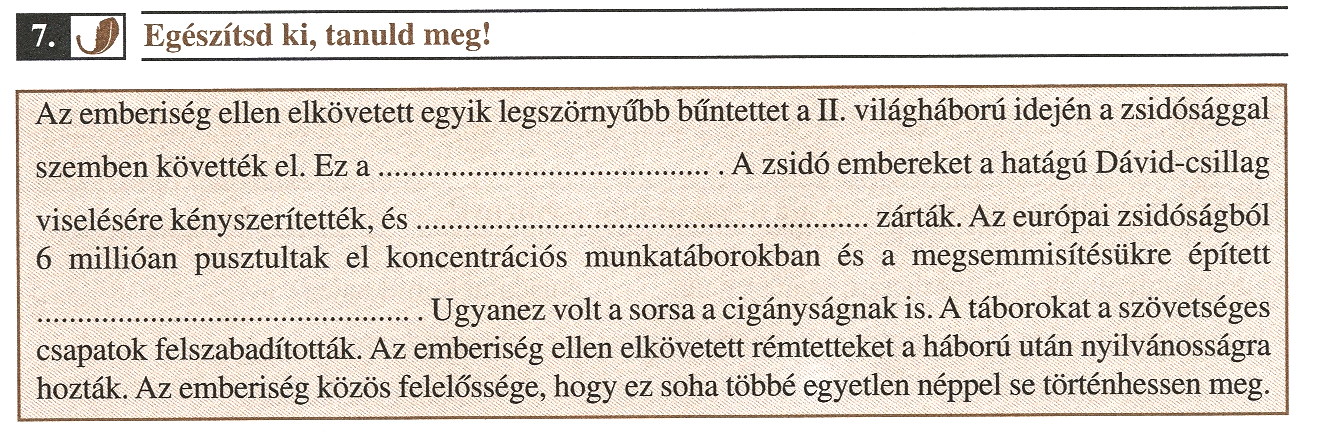 7. Egészítsd ki, tanuld meg!
Az emberiség ellen elkövetett egyik legszörnyűbb bűntettet a II. világháború idején a zsidósággal
szemben követték el. Ez a ......................................... . A zsidó embereket a hatágú Dávid-csillag
viselésére kényszerítették, és ........................................................ zárták. Az európai zsidóságból
6 millióan pusztultak el koncentrációs munkatáborokban és a megsemmisítésükre épített
.............................................. . Ugyanez volt a sorsa a cigányságnak is. A táborokat a szövetséges
csapatok felszabadították. Az emberiség ellen elkövetett rémtetteket a háború után nyilvánosságra
hozták. Az emberiség közös felelőssége, hogy ez soha többé egyetlen néppel se történhessen meg.